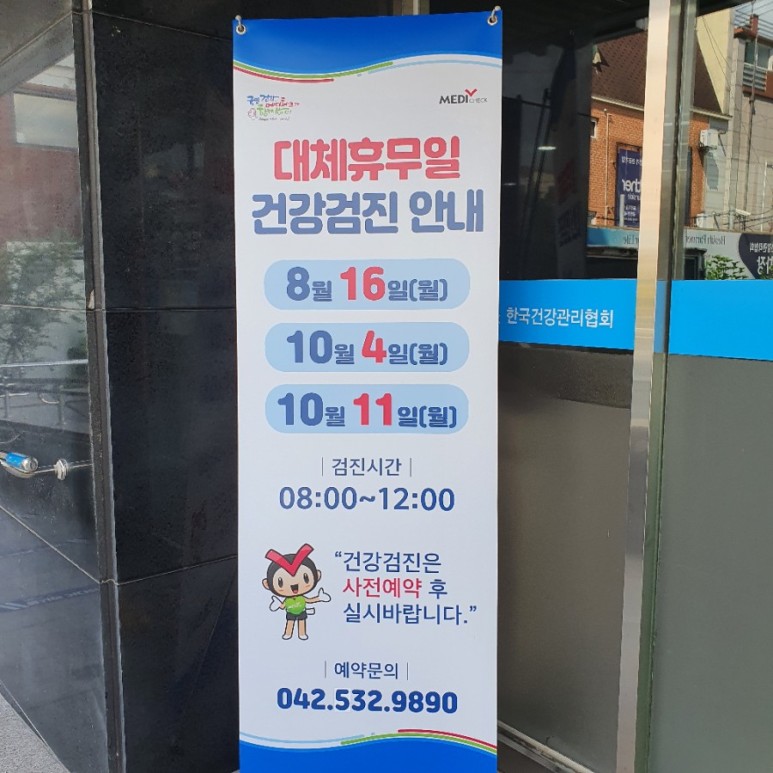 MEDI CHECK
대체휴무일
건강검진 안내
8월 16일(월)
10월 4일(월)
10월 11일(월)
검진시간
08:00~12:00
"건강검진은
사전예약 후
실시바랍니다."
예약문의
042.532.9890
한국건강관리협회